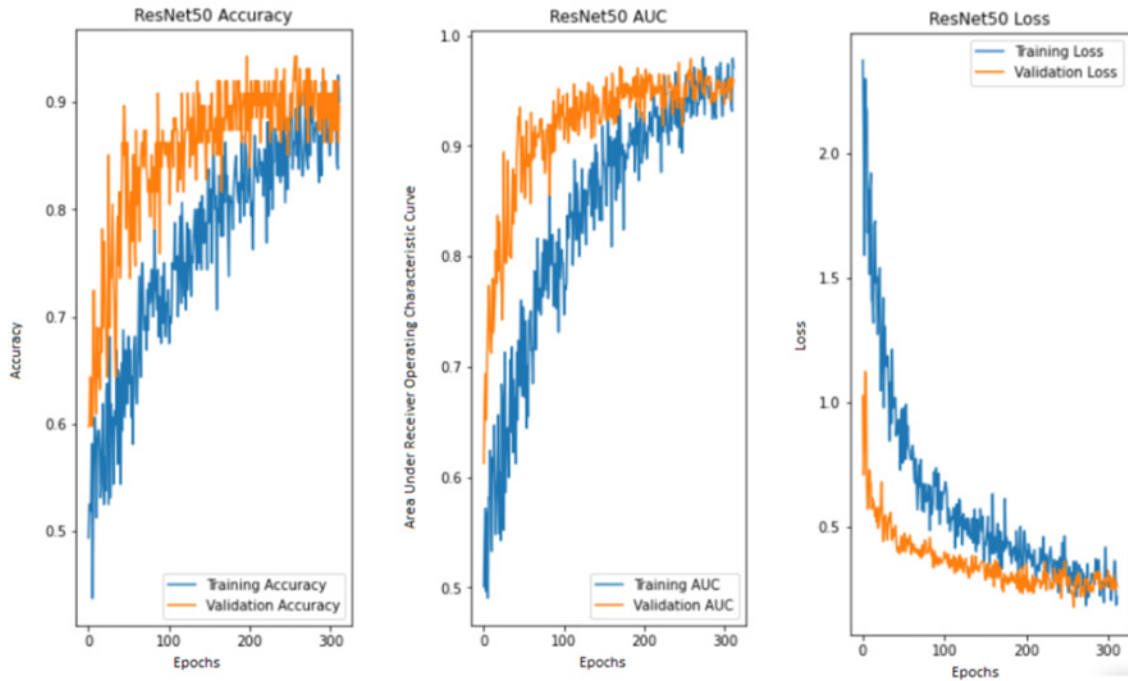 ResNet50 Accuracy
Accuracy
0.9
0.8
0.7
0.6
0.5
0
100
200
300
Epochs
Training Accuracy
Validation Accuracy
ResNet50 AUC
Area Under Receiver Operating Characteristic Curve
1.0
0.9
0.8
0.7
0.6
0.5
0
100
200
300
Epochs
Training AUC
Validation AUC
ResNet50 Loss
Loss
2.0
1.5
1.0
0.5
0
100
200
300
Epochs
Training Loss
Validation Loss